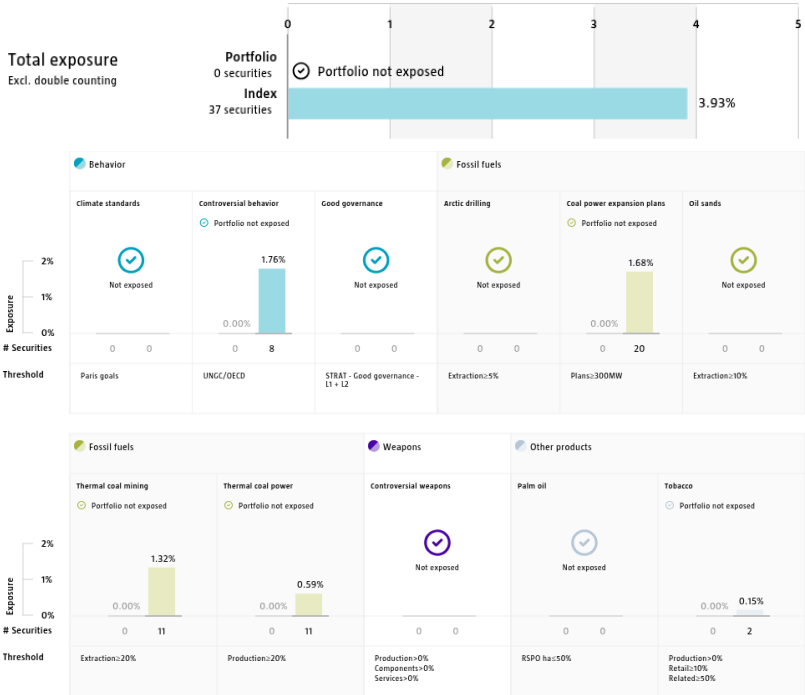 0 1 2 3 4 5
Total exposure
Excl. double counting
Portfolio
0 securities
Portfolio not exposed
Index
37 securities
3.93%
Behavior
Fossil fuels
Climate standards
Controversial behavior
Good governance
Arctic drilling
Coal power expansion plans
Oil sands
Portfolio not exposed
Portfolio not exposed
Exposure
2%
1%
0%
Not exposed
0.00%
1.76%
Not exposed
Not exposed
0.00%
1.68%
Not exposed
# Securities
0 0
0 8
0 0
0 0
0 20
0 0
Threshold
Paris goals
UNGC/OECD
STRAT - Good governance -
L1 + L2
Extraction≥5%
Plans≥300MW
Extraction≥10%
Fossil fuels
Weapons
Other products
Thermal coal mining
Thermal coal power
Controversial weapons
Palm oil
Tobacco
Portfolio not exposed
Portfolio not exposed
Portfolio not exposed
Exposure
2%
1%
0%
0.00%
1.32%
0.00%
0.59%
Not exposed
Not exposed
0.00%
0.15%
# Securities
0 11
0 11
0 0
0 0
0 2
Threshold
Extraction≥20%
Production≥20%
Production>0%
Components>0%
Services>0%
RSPO ha≤50%
Production>0%
Retail≥10%
Related≥50%